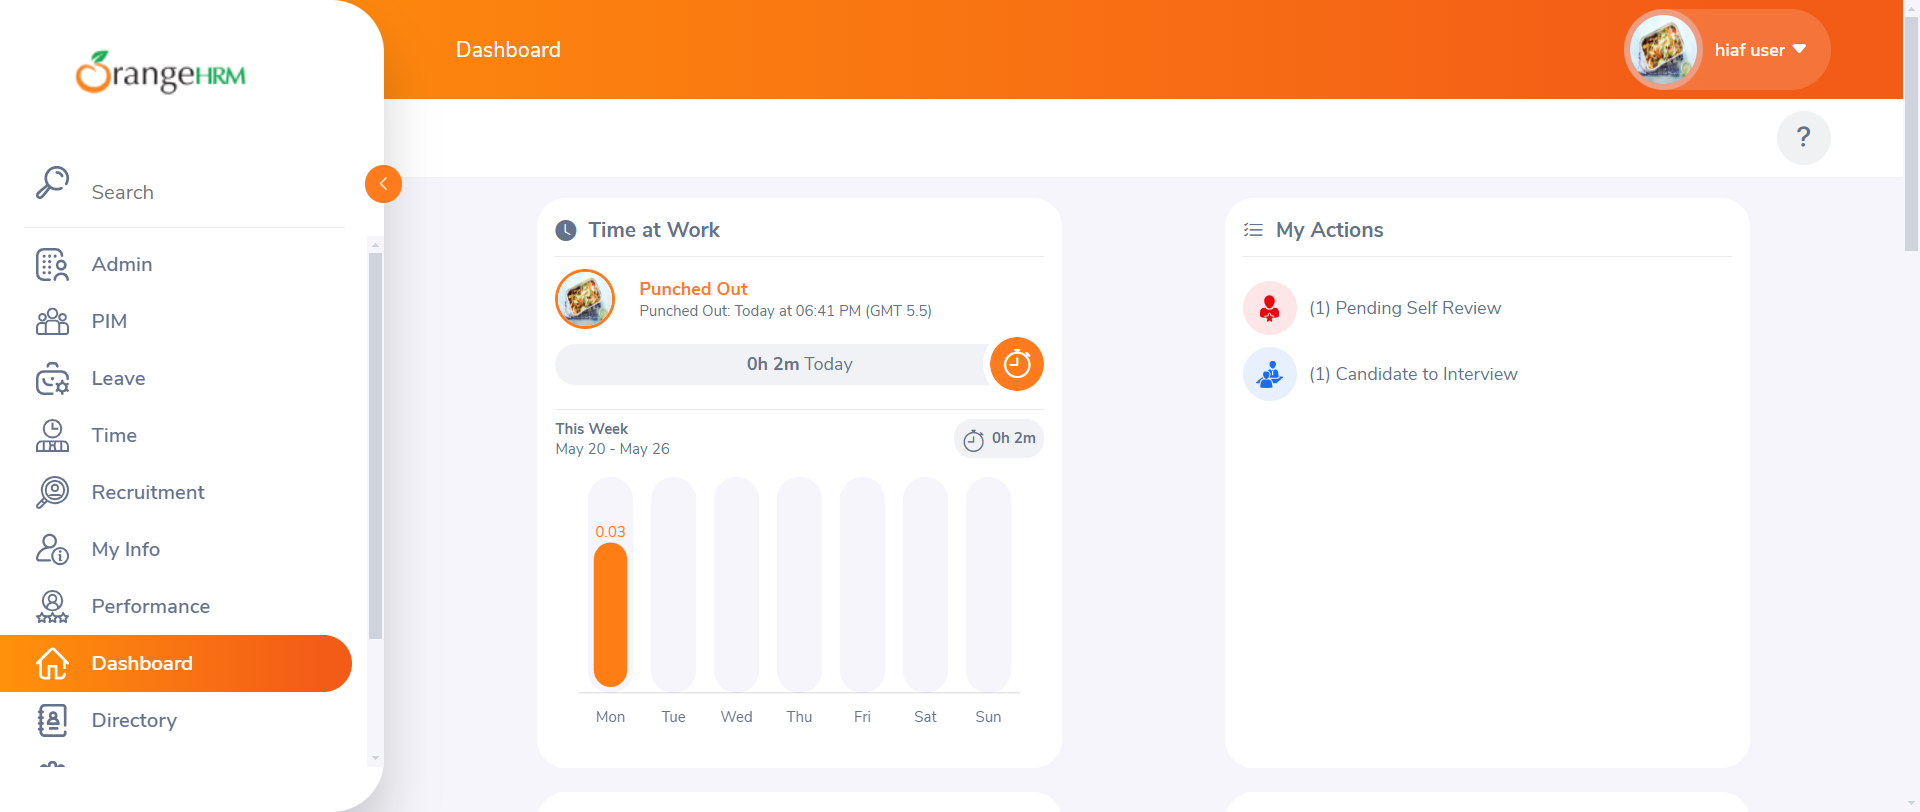 OrangeHRM
Search
Admin
PIM
Leave
Time
Recruitment
My Info
Performance
Dashboard
Directory
Dashboard
hiaf user
?
Time at Work
Punched Out
Punched Out: Today at 06:41 PM (GMT 5.5)
0h 2m Today
This Week
May 20 - May 26
0h 2m
0.03
Mon Tue Wed Thu Fri Sat Sun
My Actions
(1) Pending Self Review
(1) Candidate to Interview